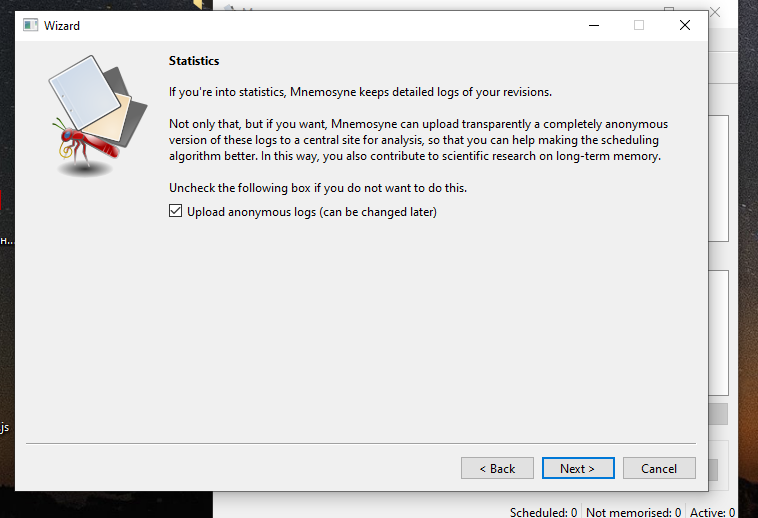 Wizard
Statistics
If you're into statistics, Mnemosyne keeps detailed logs of your revisions.
Not only that, but if you want, Mnemosyne can upload transparently a completely anonymous
version of these logs to a central site for analysis, so that you can help making the scheduling
algorithm better. In this way, you also contribute to scientific research on long-term memory.
Uncheck the following box if you do not want to do this.
Upload anonymous logs (can be changed later)
н...
js
< Back
Next >
Cancel
Scheduled: 0
Not memorised: 0
Active: 0